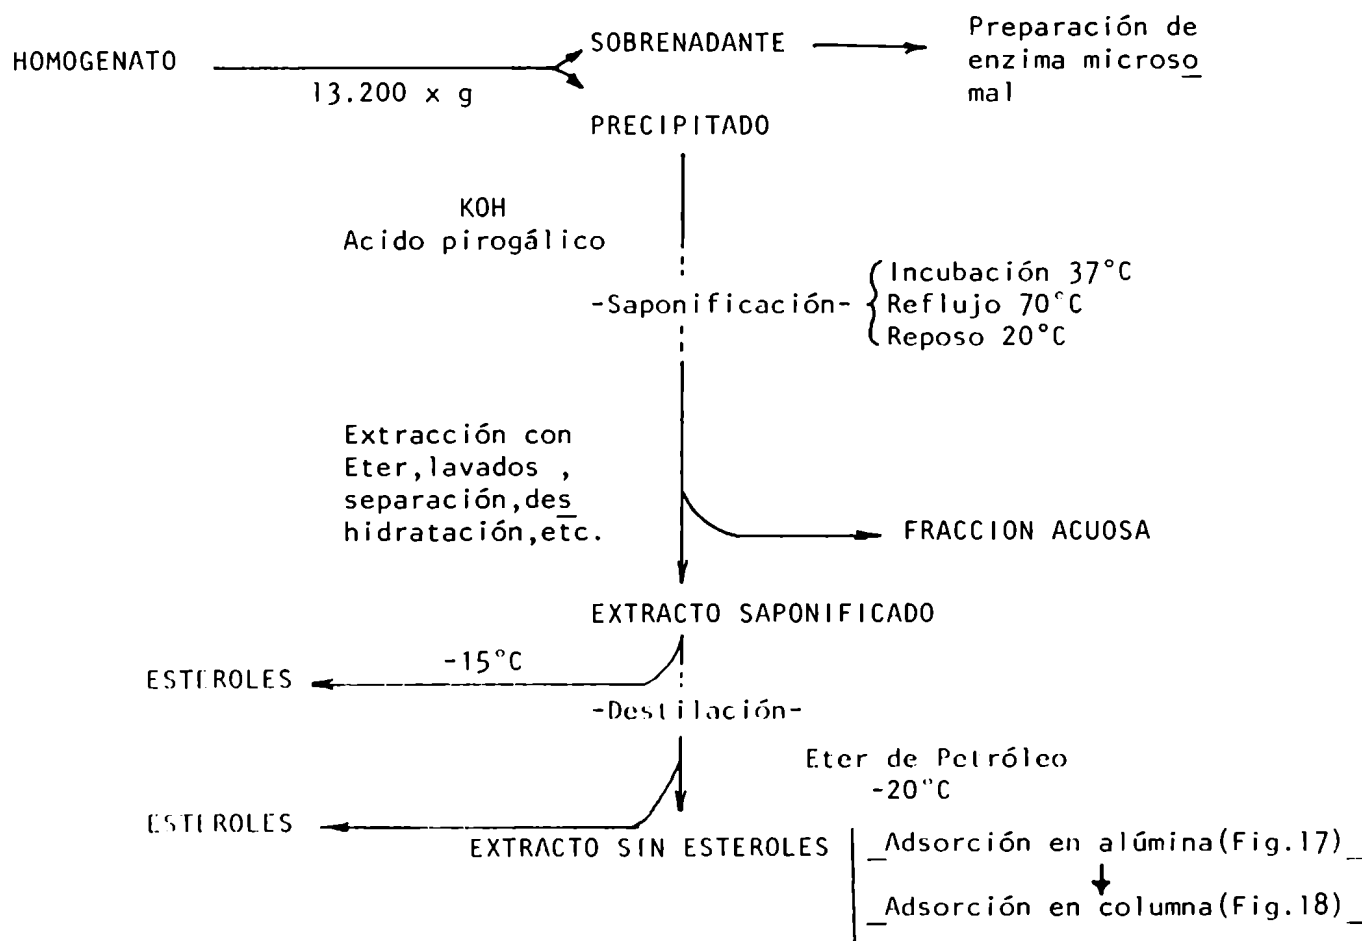 HOMOGENATO
13.200 x g
SOBRENADANTE
Preparación de
enzima microso
mal
PRECIPITADO
KOH
Acido pirogálico
-Saponificación-
Incubación 37°C
Reflujo 70°C
Reposo 20°C
Extracción con
Eter,lavados ,
separación,des
hidratación,etc.
FRACCION ACUOSA
EXTRACTO SAPONIFICADO
-15°C
ESTEROLES
-Destilación-
Eter de Petróleo
-20°C
ESTEROLES
EXTRACTO SIN ESTEROLES
_Adsorción en alúmina(Fig.17)_
_Adsorción en columna(Fig.18)_